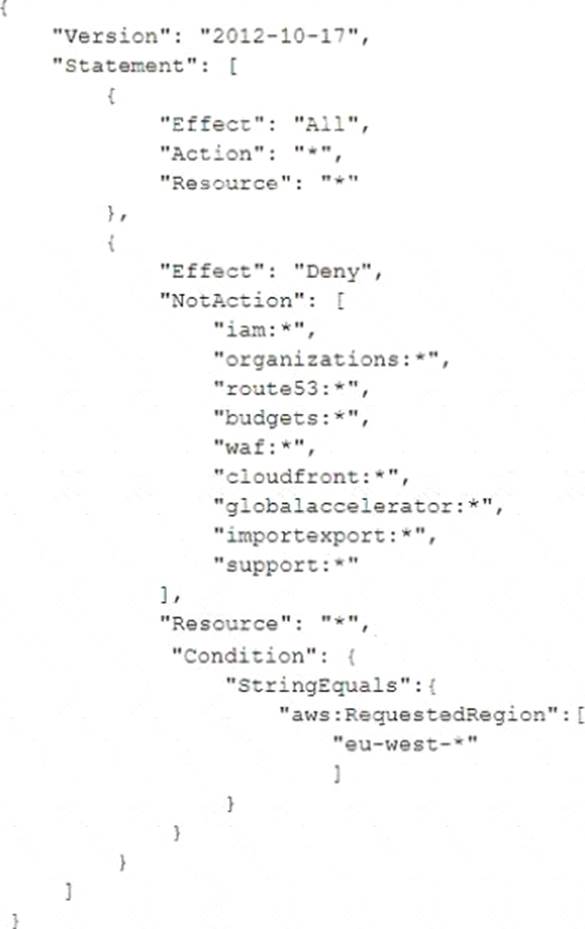 {
"Version": "2012-10-17",
"Statement": [
{
"Effect": "All",
"Action": "*",
"Resource": "*"
},
{
"Effect": "Deny",
"NotAction": [
"iam:*",
"organizations:*",
"route53:*",
"budgets:*",
"waf:*",
"cloudfront:*",
"globalaccelerator:*",
"importexport:*",
"support:*"
],
"Resource": "*",
"Condition": {
"StringEquals":{
"aws:RequestedRegion":[
"eu-west-*"
]
}
}
}
]
}